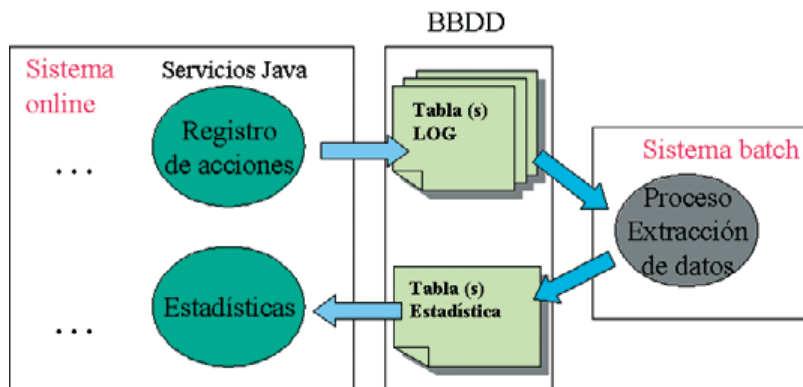 BBDD
Sistema
online
Servicios Java
Registro
de acciones
...
Tabla (s)
LOG
Sistema batch
Proceso
Extracción
de datos
Estadísticas
...
Tabla (s)
Estadística